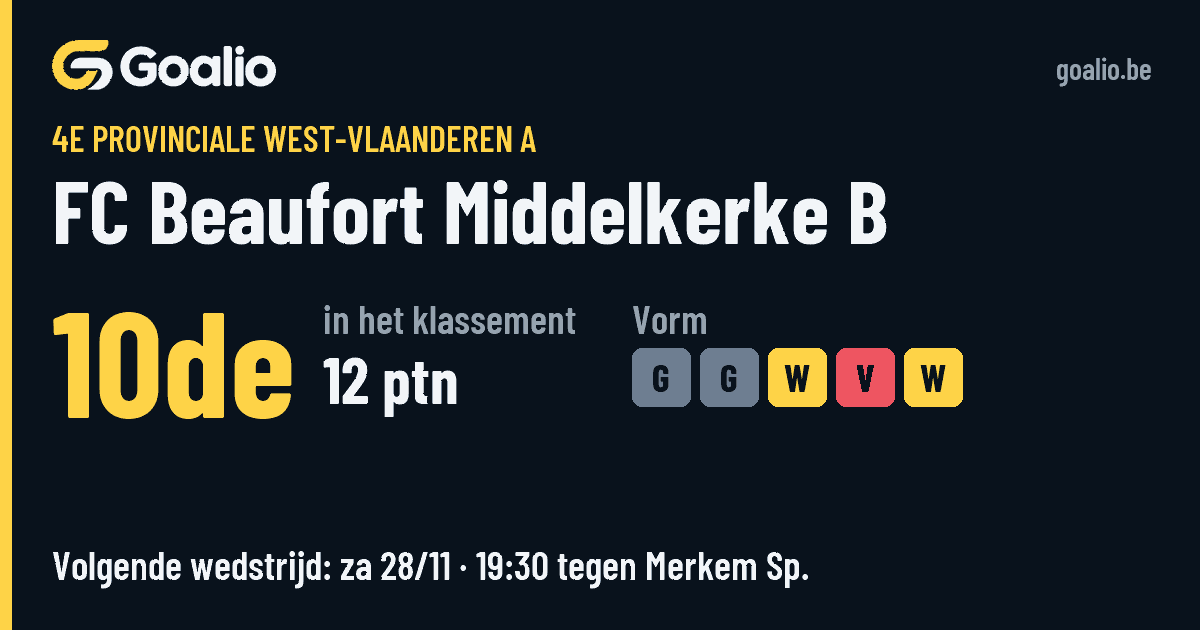 Goalio
goalio.be
4E PROVINCIALE WEST-VLAANDEREN A
FC Beaufort Middelkerke B
10de
in het klassement
12 ptn
Vorm
G G W V W
Volgende wedstrijd: za 28/11 · 19:30 tegen Merkem Sp.